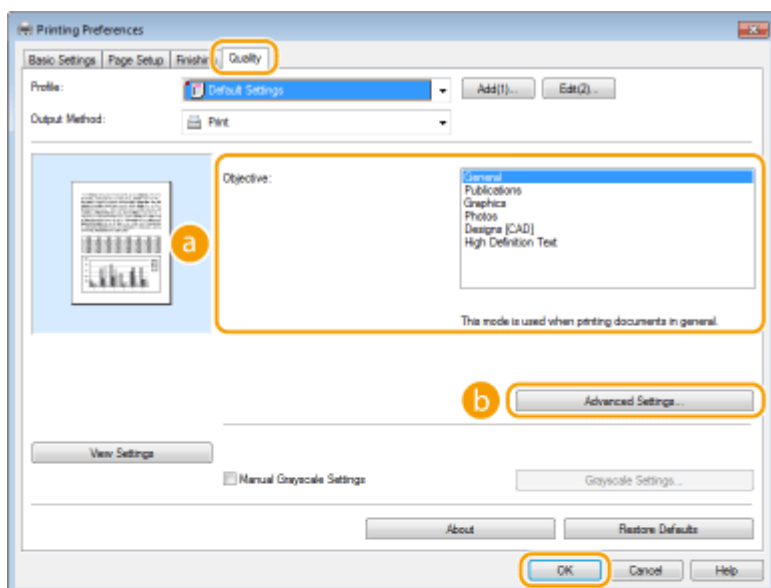 Printing Preferences
Basic Settings Page Setup Finishing Quality
Profile: Default Settings Add(1)... Edit(2)...
Output Method: Print
Objective: General
Publications
Graphics
Photos
Designs [CAD]
High Definition Text
a
This mode is used when printing documents in general.
b Advanced Settings...
View Settings
Manual Grayscale Settings Grayscale Settings...
About Restore Defaults
OK Cancel Help